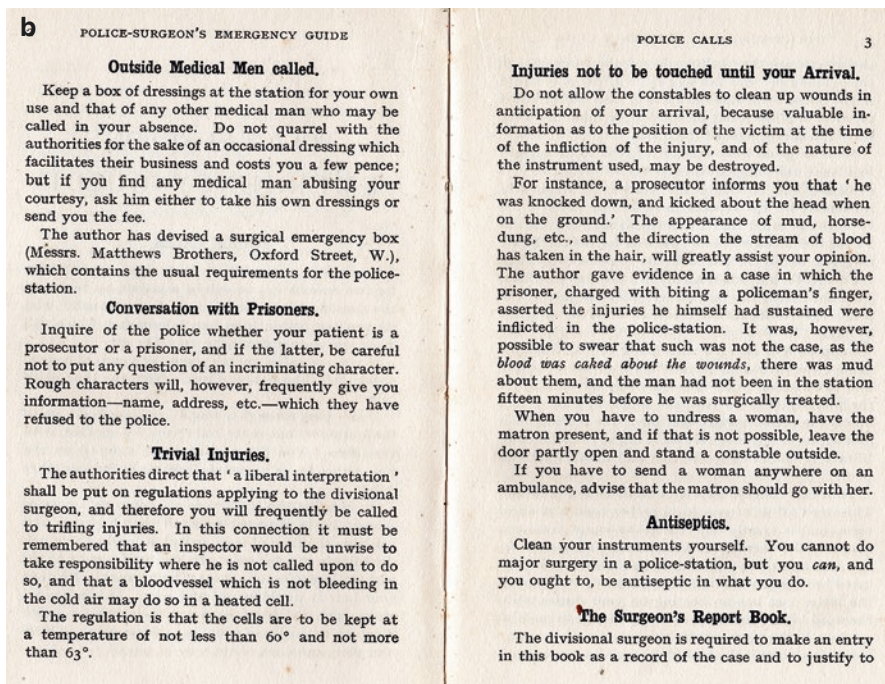 b
POLICE-SURGEON'S EMERGENCY GUIDE
Outside Medical Men called.
Keep a box of dressings at the station for your own
use and that of any other medical man who may be
called in your absence. Do not quarrel with the
authorities for the sake of an occasional dressing which
facilitates their business and costs you a few pence;
but if you find any medical man abusing your
courtesy, ask him either to take his own dressings or
send you the fee.
The author has devised a surgical emergency box
(Messrs. Matthews Brothers, Oxford Street, W.),
which contains the usual requirements for the police-
station.
Conversation with Prisoners.
Inquire of the police whether your patient is a
prosecutor or a prisoner, and if the latter, be careful
not to put any question of an incriminating character.
Rough characters will, however, frequently give you
information—name, address, etc.—which they have
refused to the police.
Trivial Injuries.
The authorities direct that ' a liberal interpretation '
shall be put on regulations applying to the divisional
surgeon, and therefore you will frequently be called
to trifling injuries. In this connection it must be
remembered that an inspector would be unwise to
take responsibility where he is not called upon to do
so, and that a bloodvessel which is not bleeding in
the cold air may do so in a heated cell.
The regulation is that the cells are to be kept at
a temperature of not less than 60° and not more
than 63°.
POLICE CALLS 3
Injuries not to be touched until your Arrival.
Do not allow the constables to clean up wounds in
anticipation of your arrival, because valuable in-
formation as to the position of the victim at the time
of the infliction of the injury, and of the nature of
the instrument used, may be destroyed.
For instance, a prosecutor informs you that ' he
was knocked down, and kicked about the head when
on the ground.' The appearance of mud, horse-
dung, etc., and the direction the stream of blood
has taken in the hair, will greatly assist your opinion.
The author gave evidence in a case in which the
prisoner, charged with biting a policeman's finger,
asserted the injuries he himself had sustained were
inflicted in the police-station. It was, however,
possible to swear that such was not the case, as the
blood was caked about the wounds, there was mud
about them, and the man had not been in the station
fifteen minutes before he was surgically treated.
When you have to undress a woman, have the
matron present, and if that is not possible, leave the
door partly open and stand a constable outside.
If you have to send a woman anywhere on an
ambulance, advise that the matron should go with her.
Antiseptics.
Clean your instruments yourself. You cannot do
major surgery in a police-station, but you can, and
you ought to, be antiseptic in what you do.
The Surgeon's Report Book.
The divisional surgeon is required to make an entry
in this book as a record of the case and to justify to